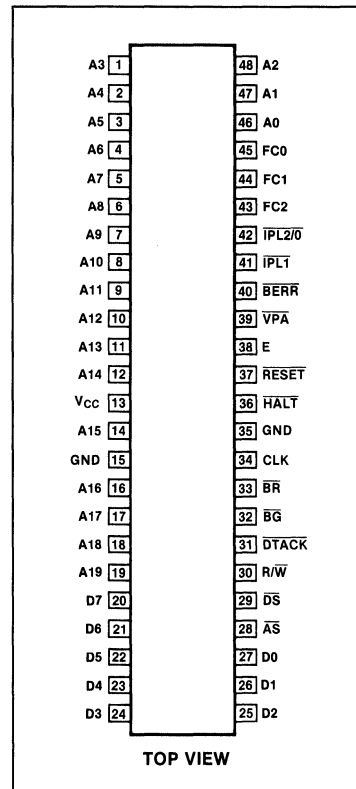 A3 1 48 A2
A4 2 47 A1
A5 3 46 A0
A6 4 45 FC0
A7 5 44 FC1
A8 6 43 FC2
A9 7 42 IPL2/0
A10 8 41 IPL1
A11 9 40 BERR
A12 10 39 VPA
A13 11 38 E
A14 12 37 RESET
VCC 13 36 HALT
A15 14 35 GND
GND 15 34 CLK
A16 16 33 BR
A17 17 32 BG
A18 18 31 DTACK
A19 19 30 R/W
D7 20 29 DS
D6 21 28 AS
D5 22 27 D0
D4 23 26 D1
D3 24 25 D2
TOP VIEW